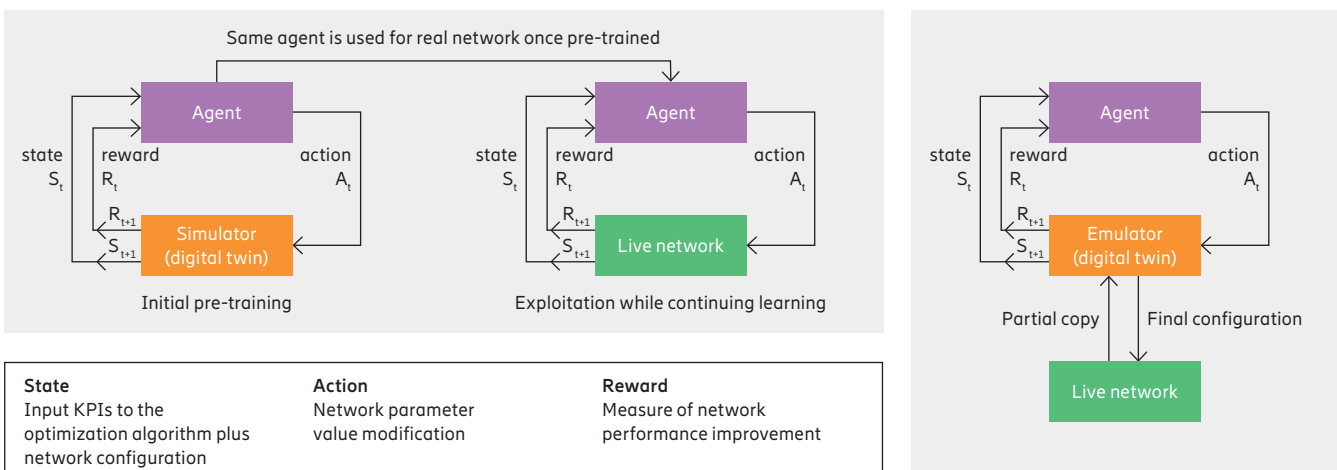 Same agent is used for real network once pre-trained
Agent
state
S_t
reward
R_t
action
A_t
R_t+1
S_t+1
Simulator
(digital twin)
Initial pre-training
Agent
state
S_t
reward
R_t
action
A_t
R_t+1
S_t+1
Live network
Exploitation while continuing learning
Agent
state
S_t
reward
R_t
action
A_t
R_t+1
S_t+1
Emulator
(digital twin)
Partial copy
Final configuration
Live network
State
Input KPIs to the
optimization algorithm plus
network configuration
Action
Network parameter
value modification
Reward
Measure of network
performance improvement